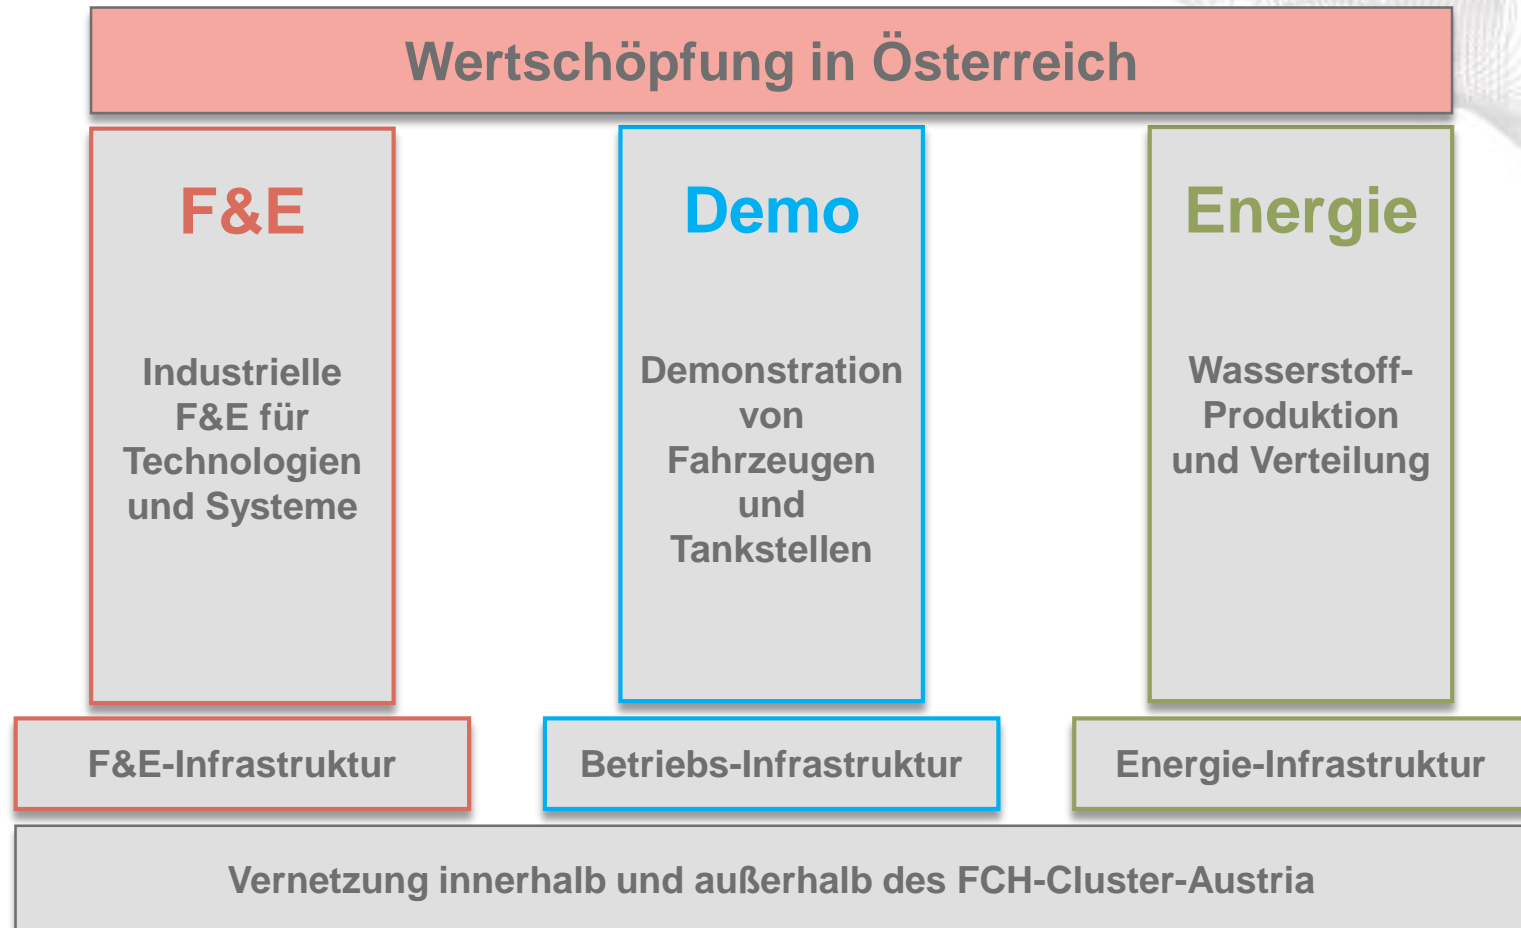 Wertschöpfung in Österreich
F&E
Industrielle
F&E für
Technologien
und Systeme
Demo
Demonstration
von
Fahrzeugen
und
Tankstellen
Energie
Wasserstoff-
Produktion
und Verteilung
F&E-Infrastruktur
Betriebs-Infrastruktur
Energie-Infrastruktur
Vernetzung innerhalb und außerhalb des FCH-Cluster-Austria